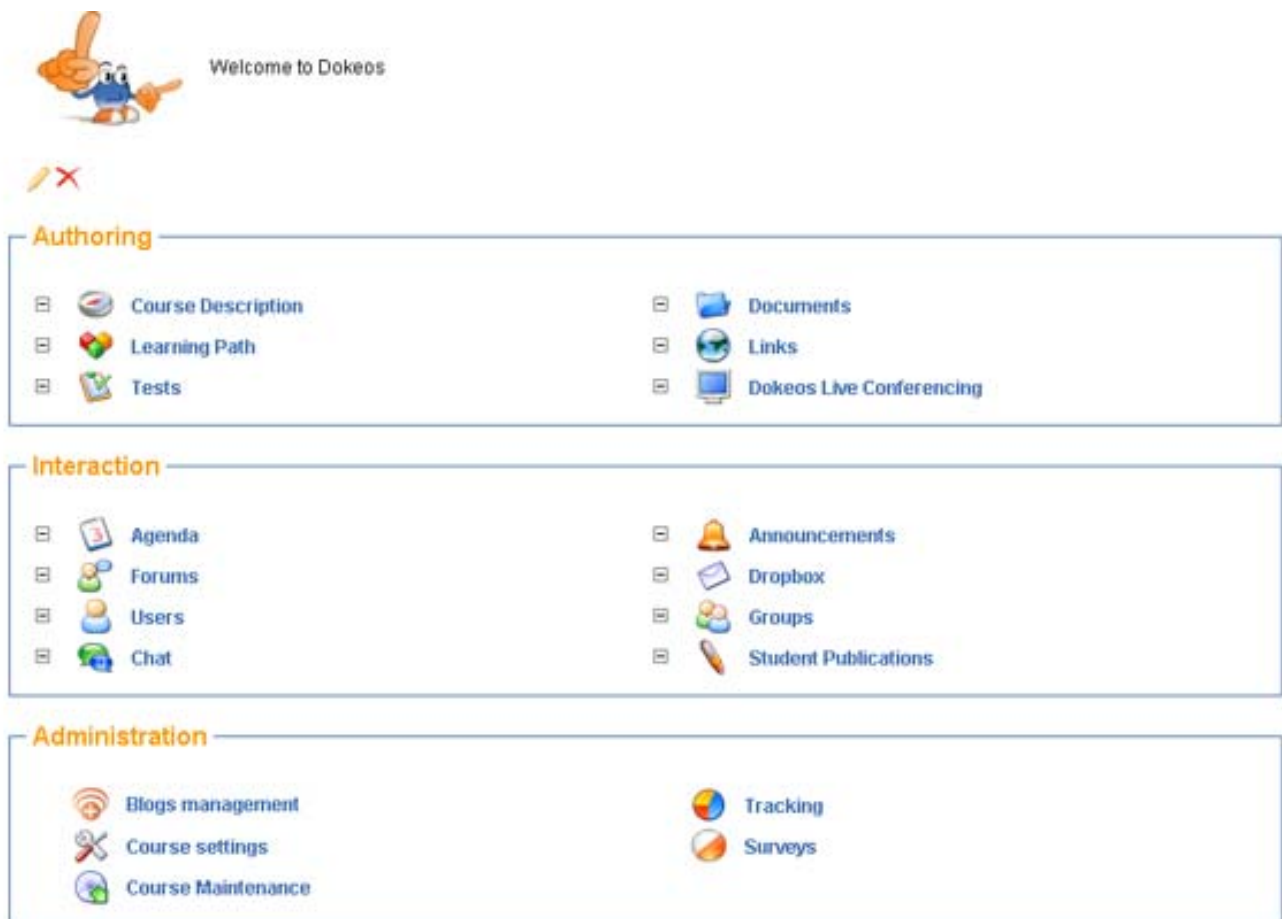 Welcome to Dokeos
Authoring
Course Description
Documents
Learning Path
Links
Tests
Dokeos Live Conferencing
Interaction
3
Agenda
Announcements
Forums
Dropbox
Users
Groups
Chat
Student Publications
Administration
Blogs management
Tracking
Course settings
Surveys
Course Maintenance